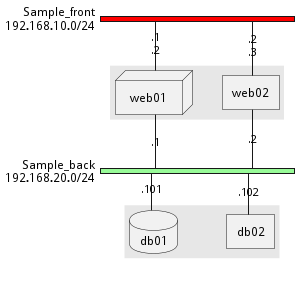 Sample_front
192.168.10.0/24
.1
.2
.2
.3
web01
web02
.1
.2
Sample_back
192.168.20.0/24
.101
.102
db01
db02